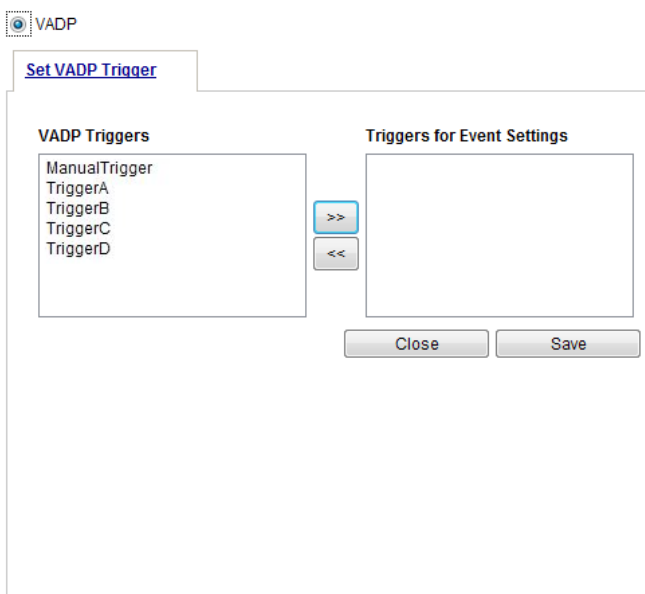 VADP
Set VADP Trigger
VADP Triggers
Triggers for Event Settings
ManualTrigger
TriggerA
TriggerB
TriggerC
TriggerD
>>
<<
Close
Save